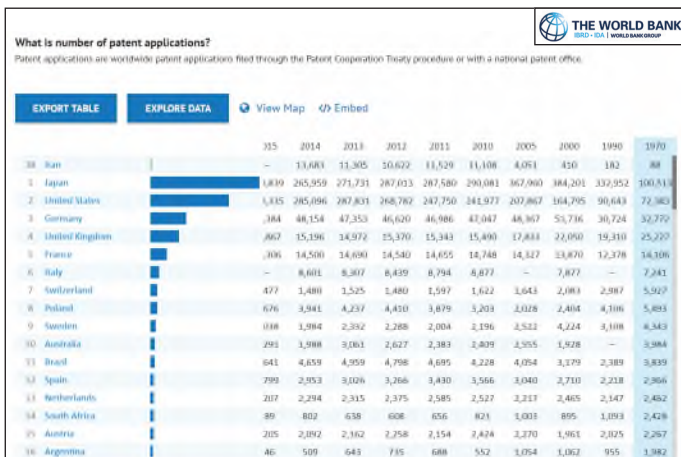 THE WORLD BANK
IBRD • IDA | WORLD BANK GROUP
What is number of patent applications?
Patent applications are worldwide patent applications filed through the Patent Cooperation Treaty procedure or with a national patent office.
EXPORT TABLE EXPLORE DATA View Map </> Embed
015 2014 2013 2012 2011 2010 2005 2000 1990 1970
38 Iran – 13,683 11,305 10,622 11,529 11,108 4,051 410 182 88
1 Japan 1,839 265,959 271,731 287,013 287,580 290,081 367,960 384,201 332,952 100,513
2 United States 1,335 285,096 287,831 268,782 247,750 241,977 207,867 164,795 90,643 72,343
3 Germany ,384 48,154 47,353 46,620 46,986 47,047 48,367 51,736 30,724 32,772
4 United Kingdom ,867 15,196 14,972 15,370 15,343 15,490 17,833 22,050 19,310 25,227
5 France ,306 14,500 14,690 14,540 14,655 14,748 14,327 13,870 12,378 14,106
6 Italy – 8,601 8,307 8,439 8,794 8,877 – 7,877 – 7,241
7 Switzerland 477 1,480 1,525 1,480 1,597 1,622 1,643 2,083 2,987 5,927
8 Poland 676 3,941 4,237 4,410 3,879 3,203 2,028 2,404 4,106 5,493
9 Sweden 038 1,984 2,332 2,288 2,004 2,196 2,522 4,224 3,108 4,343
10 Australia 291 1,988 3,061 2,627 2,383 2,409 2,555 1,928 – 3,984
11 Brasil 641 4,659 4,959 4,798 4,695 4,228 4,054 3,179 2,389 3,839
12 Spain 799 2,953 3,026 3,266 3,430 3,566 3,040 2,710 2,218 2,966
13 Netherlands 207 2,294 2,315 2,375 2,585 2,527 2,217 2,465 2,147 2,462
14 South Africa 89 802 638 608 656 821 1,003 895 1,093 2,428
15 Austria 205 2,092 2,162 2,258 2,154 2,424 2,270 1,961 2,025 2,267
16 Argentina 46 509 643 735 688 552 1,054 1,062 955 1,982